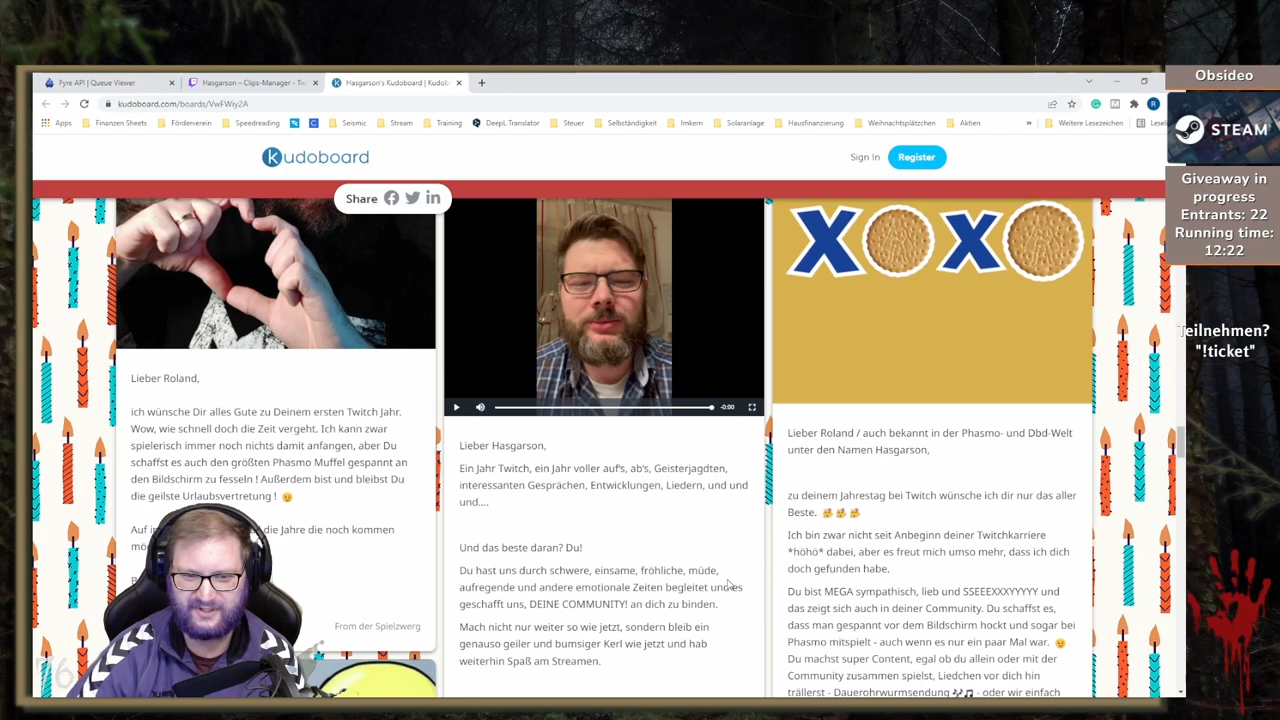 Fyre API | Queue Viewer
Hasgarson – Clips-Manager - Tw
Hasgarson's Kudoboard | Kudob
kudoboard.com/boards/VwFWiy2A
Apps
Finanzen Sheets
Förderverein
Speedreading
Seismic
Stream
Training
DeepL Translator
Steuer
Selbständigkeit
Imkern
Solaranlage
Hausfinanzierung
Weihnachtsplätzchen
Aktien
»
Weitere Lesezeichen
kudoboard
Sign In
Register
Share
Lieber Roland,
ich wünsche Dir alles Gute zu Deinem ersten Twitch Jahr.
Wow, wie schnell doch die Zeit vergeht. Ich kann zwar
spielerisch immer noch nichts damit anfangen, aber Du
schaffst es auch den größten Phasmo Muffel gespannt an
den Bildschirm zu fesseln ! Außerdem bist und bleibst Du
die geilste Urlaubsvertretung ! 😉
Auf die Jahre die noch kommen
From der Spielzwerg
-0:00
Lieber Hasgarson,
Ein Jahr Twitch, ein Jahr voller auf's, ab's, Geisterjagdten,
interessanten Gesprächen, Entwicklungen, Liedern, und und
und....
Und das beste daran? Du!
Du hast uns durch schwere, einsame, fröhliche, müde,
aufregende und andere emotionale Zeiten begleitet und es
geschafft uns, DEINE COMMUNITY! an dich zu binden.
Mach nicht nur weiter so wie jetzt, sondern bleib ein
genauso geiler und bumsiger Kerl wie jetzt und hab
weiterhin Spaß am Streamen.
XOXO
Lieber Roland / auch bekannt in der Phasmo- und Dbd-Welt
unter den Namen Hasgarson,
zu deinem Jahrestag bei Twitch wünsche ich dir nur das aller
Beste. 🥳🥳🥳
Ich bin zwar nicht seit Anbeginn deiner Twitchkarriere
*höhö* dabei, aber es freut mich umso mehr, dass ich dich
doch gefunden habe.
Du bist MEGA sympathisch, lieb und SSEEEXXXYYYYY und
das zeigt sich auch in deiner Community. Du schaffst es,
dass man gespannt vor dem Bildschirm hockt und sogar bei
Phasmo mitspielt - auch wenn es nur ein paar Mal war. 😉
Du machst super Content, egal ob du allein oder mit der
Community zusammen spielst, Liedchen vor dich hin
trällerst - Dauerohrwurmsendung 🎶🎵 - oder wir einfach
Obsideo
STEAM
Giveaway in
progress
Entrants: 22
Running time:
12:22
Teilnehmen?
"!ticket"
76